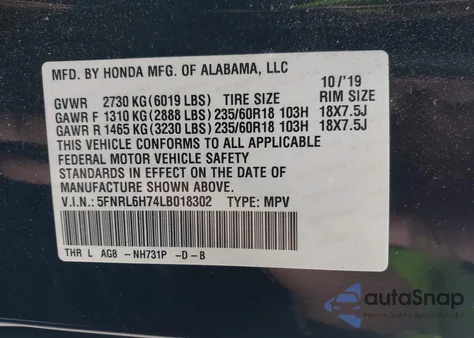 MFD. BY HONDA MFG. OF ALABAMA, LLC
10/'19
GVWR 2730 KG (6019 LBS) TIRE SIZE RIM SIZE
GAWR F 1310 KG (2888 LBS) 235/60R18 103H 18X7.5J
GAWR R 1465 KG (3230 LBS) 235/60R18 103H 18X7.5J
THIS VEHICLE CONFORMS TO ALL APPLICABLE
FEDERAL MOTOR VEHICLE SAFETY
STANDARDS IN EFFECT ON THE DATE OF
MANUFACTURE SHOWN ABOVE.
V.I.N.: 5FNRL6H74LB018302 TYPE: MPV
THR L AG8 -NH731P -D-B
autoSnap